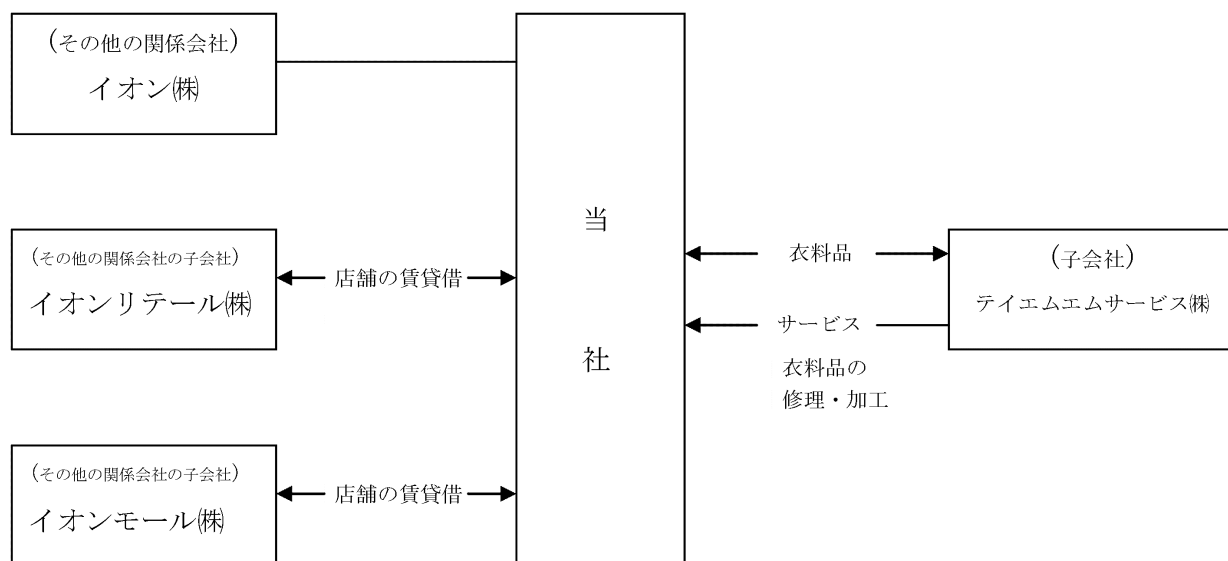 (その他の関係会社)
イオン㈱
(その他の関係会社の子会社)
イオンリテール㈱
店舗の賃貸借
(その他の関係会社の子会社)
イオンモール㈱
店舗の賃貸借
当
社
衣料品
サービス
衣料品の
修理・加工
(子会社)
テイエムエムサービス㈱